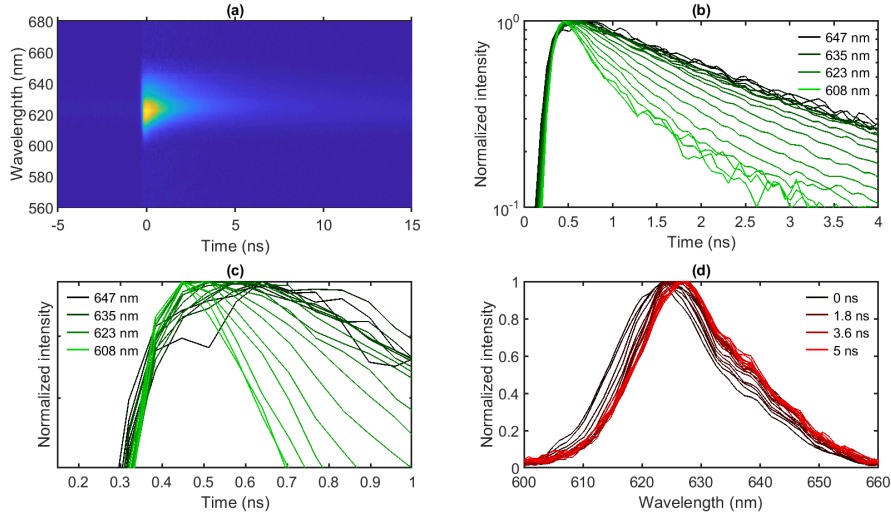 (a)
680
660
640
620
600
580
560
Wavelenghth (nm)
-5
0
5
10
15
Time (ns)
(b)
10^0
10^-1
Normalized intensity
647 nm
635 nm
623 nm
608 nm
0
0.5
1
1.5
2
2.5
3
3.5
4
Time (ns)
(c)
Normalized intensity
647 nm
635 nm
623 nm
608 nm
0.2
0.3
0.4
0.5
0.6
0.7
0.8
0.9
1
Time (ns)
(d)
1
0.8
0.6
0.4
0.2
0
Normalized intensity
0 ns
1.8 ns
3.6 ns
5 ns
600
610
620
630
640
650
660
Wavelength (nm)